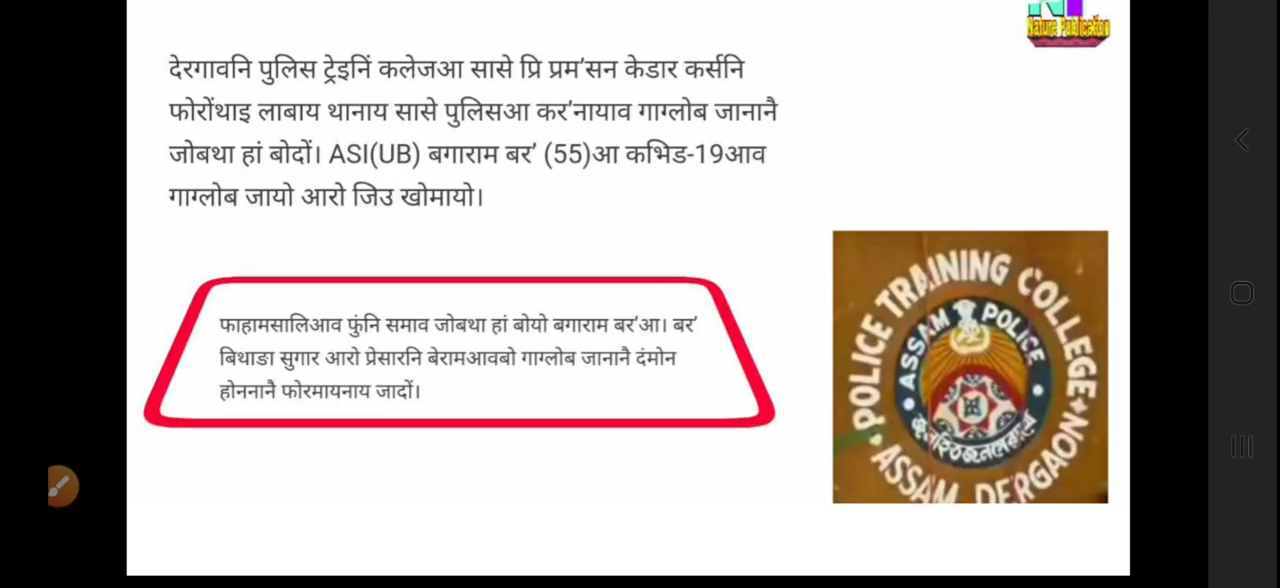 Nature Publication
देरगावनि पुलिस ट्रेइनिं कलेजआ सासे प्रि प्रम’सन केडार कर्सनि
फोरोंथाइ लाबाय थानाय सासे पुलिसआ कर’नायाव गाग्लोब जानानै
जोबथा हां बोदों। ASI(UB) बगाराम बर’ (55)आ कभिड-19आव
गाग्लोब जायो आरो जिउ खोमायो।
फाहामसालिआव फुंनि समाव जोबथा हां बोयो बगाराम बर’आ। बर’
बिथाङा सुगार आरो प्रेसारनि बेरामआवबो गाग्लोब जानानै दंमोन
होननानै फोरमायनाय जादों।
POLICE TRAINING COLLEGE
ASSAM POLICE
ASSAM, DERGAON